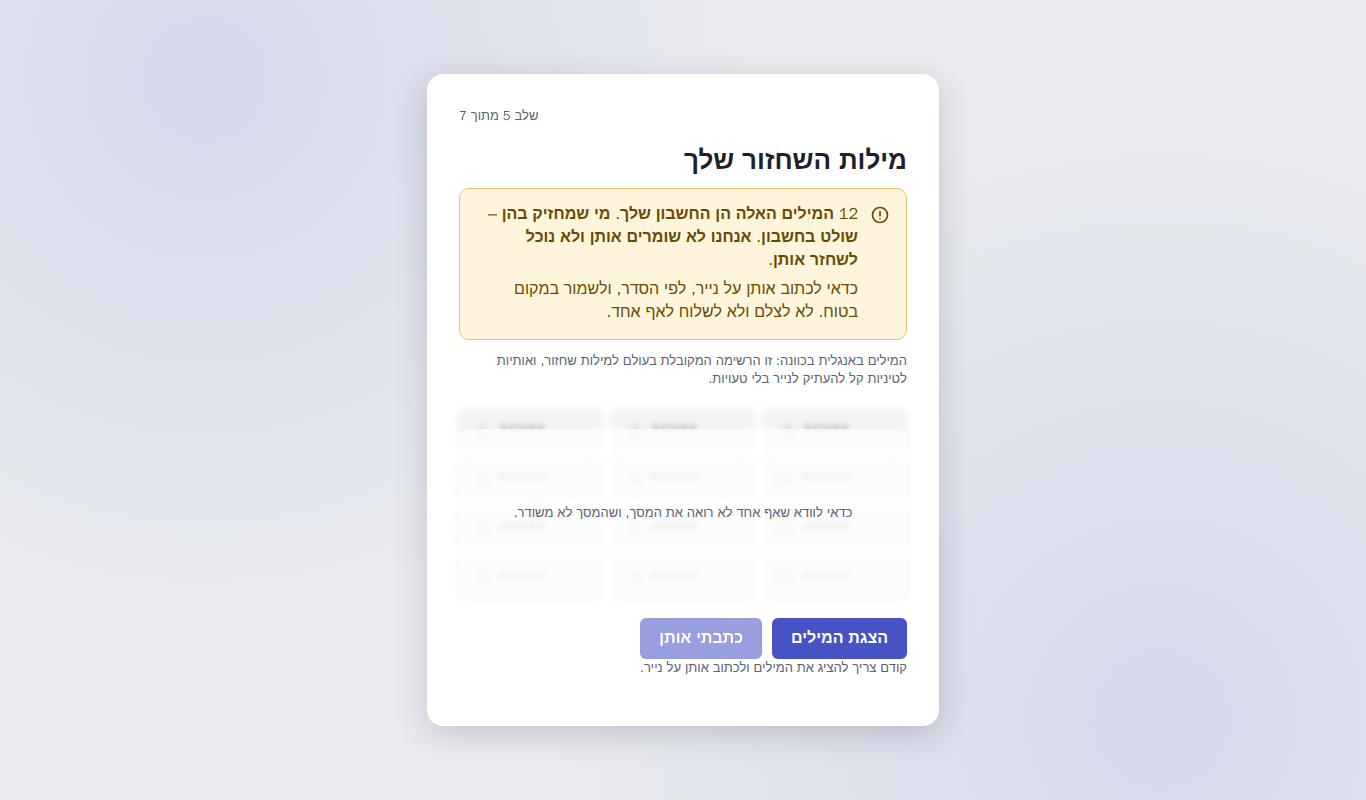 שלב 5 מתוך 7
מילות השחזור שלך
12 המילים האלה הן החשבון שלך. מי שמחזיק בהן –
שולט בחשבון. אנחנו לא שומרים אותן ולא נוכל
לשחזר אותן.
כדאי לכתוב אותן על נייר, לפי הסדר, ולשמור במקום
בטוח. לא לצלם ולא לשלוח לאף אחד.
המילים באנגלית בכוונה: זו הרשימה המקובלת בעולם למילות שחזור, ואותיות
לטיניות קל להעתיק לנייר בלי טעויות.
כדאי לוודא שאף אחד לא רואה את המסך, ושהמסך לא משודר.
הצגת המילים
כתבתי אותן
קודם צריך להציג את המילים ולכתוב אותן על נייר.